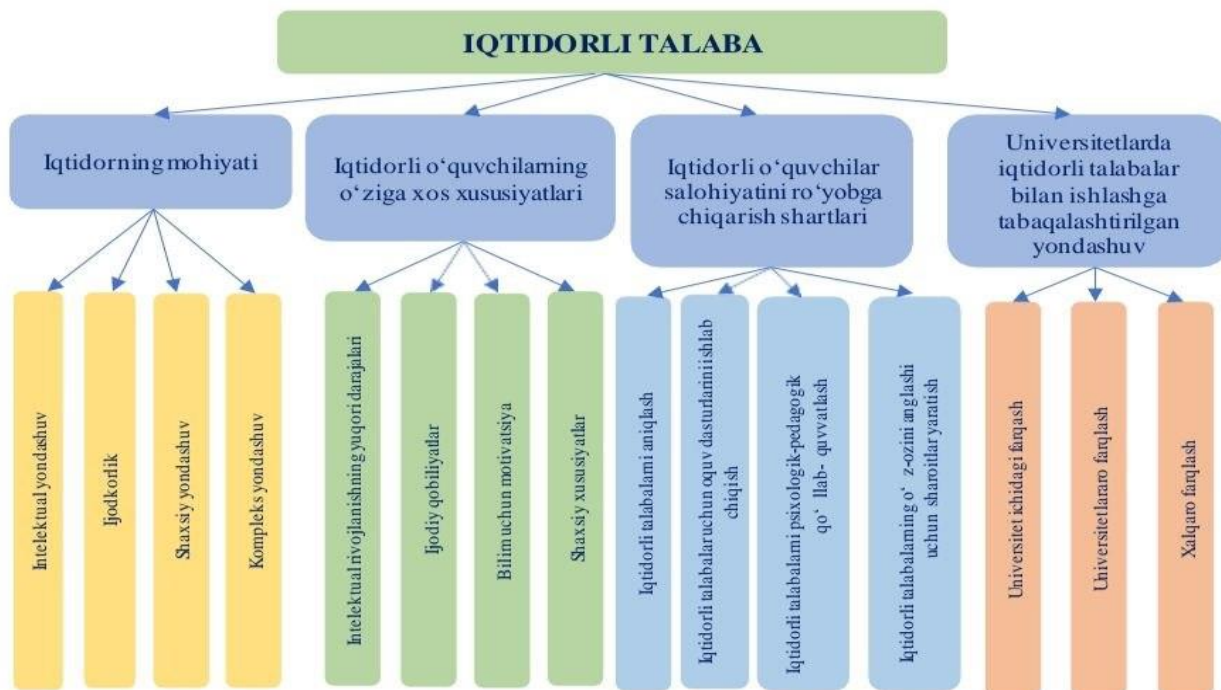 IQTIDORLI TALABA
Iqtidorning mohiyati
Iqtidorli o‘quvchilarning
o‘ziga xos xususiyatlari
Iqtidorli o‘quvchilar
salohiyatini ro‘yobga
chiqarish shartlari
Universitetlarda
iqtidorli talabalar
bilan ishlashga
tabaqalashtirilgan
yondashuv
Intelektual yondashuv
Ijodkorlik
Shaxsiy yondashuv
Kompleks yondashuv
Intelektual rivojlanishning yuqori darajalari
Ijodiy qobiliyatlar
Bilim uchun motivatsiya
Shaxsiy xususiyatlar
Iqtidorli talabalarni aniqlash
Iqtidorli talabalar uchun oquv dasturlarini ishlab
chiqish
Iqtidorli talabalarni psixologik-pedagogik
qo‘ llab- quvvatlash
Iqtidorli talabalarning o‘ z-ozini anglashi
uchun sharoitlar yaratish
Universitet ichidagi farqash
Universitetlararo farqlash
Xalqaro farqlash